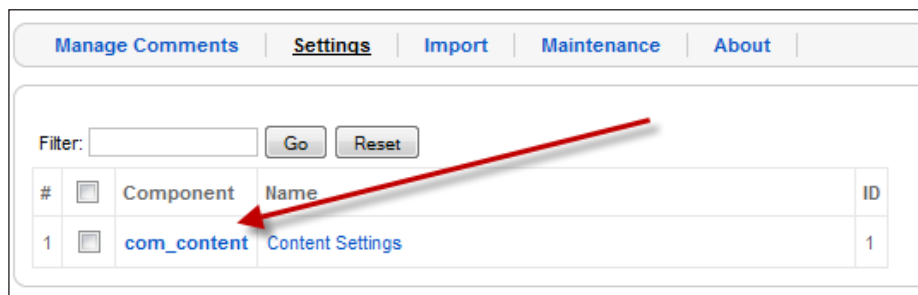 Manage Comments Settings Import Maintenance About
Filter: Go Reset
# Component Name ID
1 com_content Content Settings 1